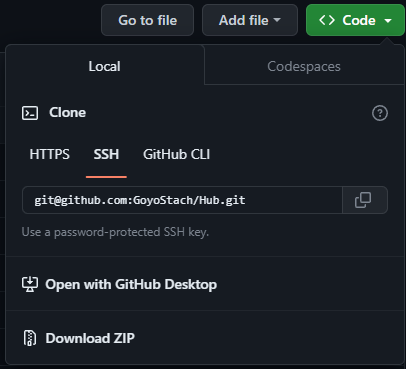 Go to file Add file Code
Local Codespaces
Clone
HTTPS SSH GitHub CLI
git@github.com:GoyoStach/Hub.git
Use a password-protected SSH key.
Open with GitHub Desktop
Download ZIP